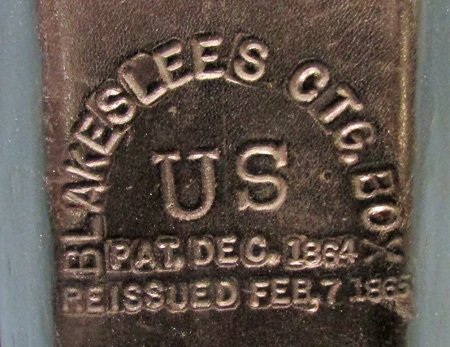 BLAKESLEES CTG. BOX
US
PAT. DEC. 1864
REISSUED FEB, 7 1865